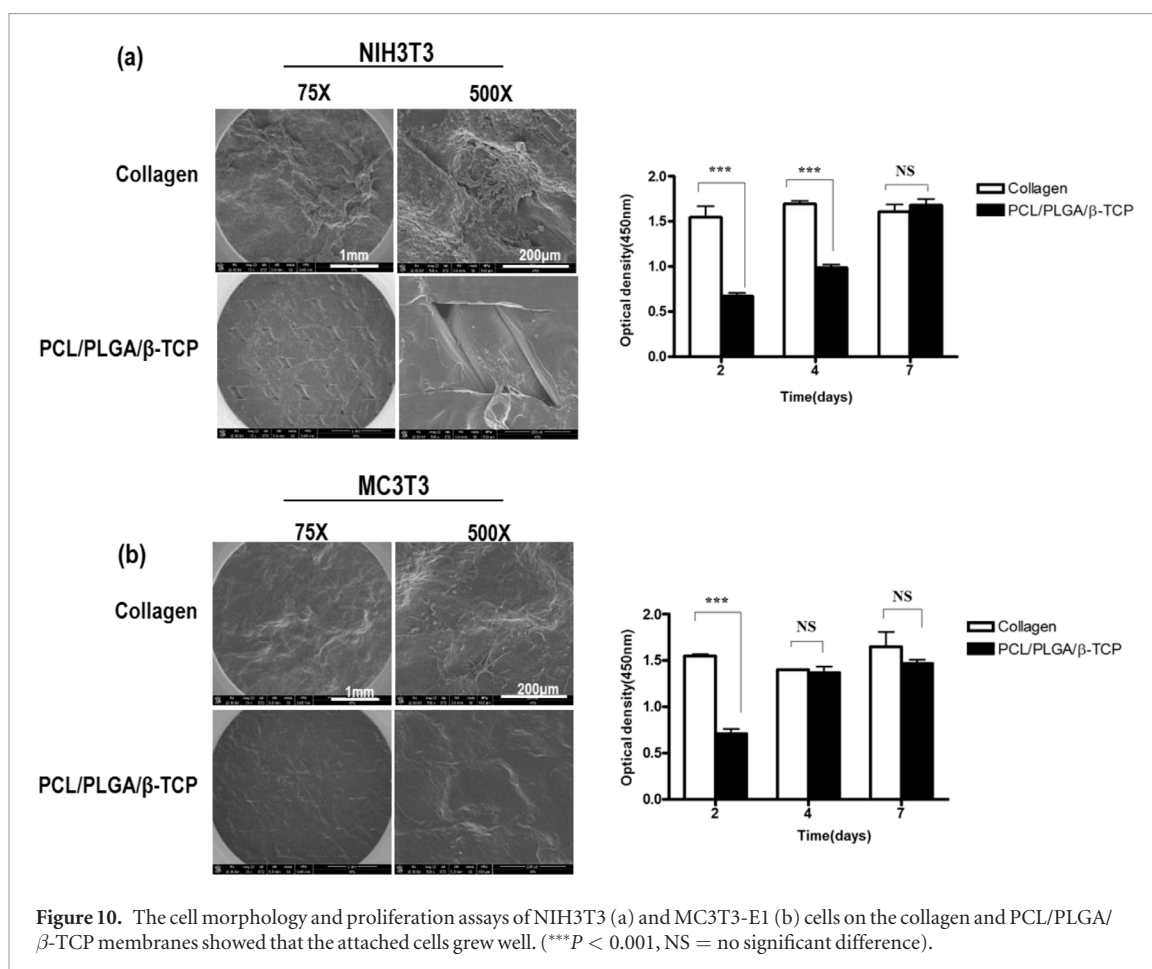 (a)
NIH3T3
75X 500X
Collagen
1mm
200µm
PCL/PLGA/β-TCP
Optical density(450nm)
2.0
1.5
1.0
0.5
0.0
***
***
NS
2 4 7
Time(days)
Collagen
PCL/PLGA/β-TCP
(b)
MC3T3
75X 500X
Collagen
1mm
200µm
PCL/PLGA/β-TCP
Optical density(450nm)
2.0
1.5
1.0
0.5
0.0
***
NS
NS
2 4 7
Time(days)
Collagen
PCL/PLGA/β-TCP
Figure 10. The cell morphology and proliferation assays of NIH3T3 (a) and MC3T3-E1 (b) cells on the collagen and PCL/PLGA/
β-TCP membranes showed that the attached cells grew well. (***P < 0.001, NS = no significant difference).